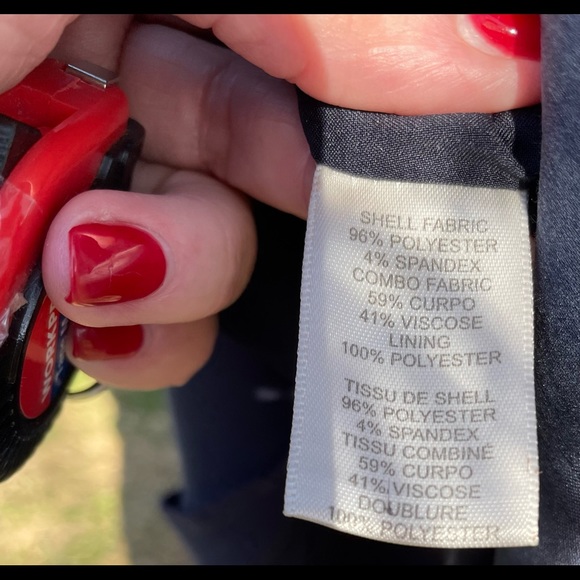 SHELL FABRIC
96% POLYESTER
4% SPANDEX
COMBO FABRIC
59% CURPO
41% VISCOSE
LINING
100% POLYESTER
TISSU DE SHELL
96% POLYESTER
4% SPANDEX
TISSU COMBINÉ
59% CURPO
41% VISCOSE
DOUBLURE
100% POLYESTER